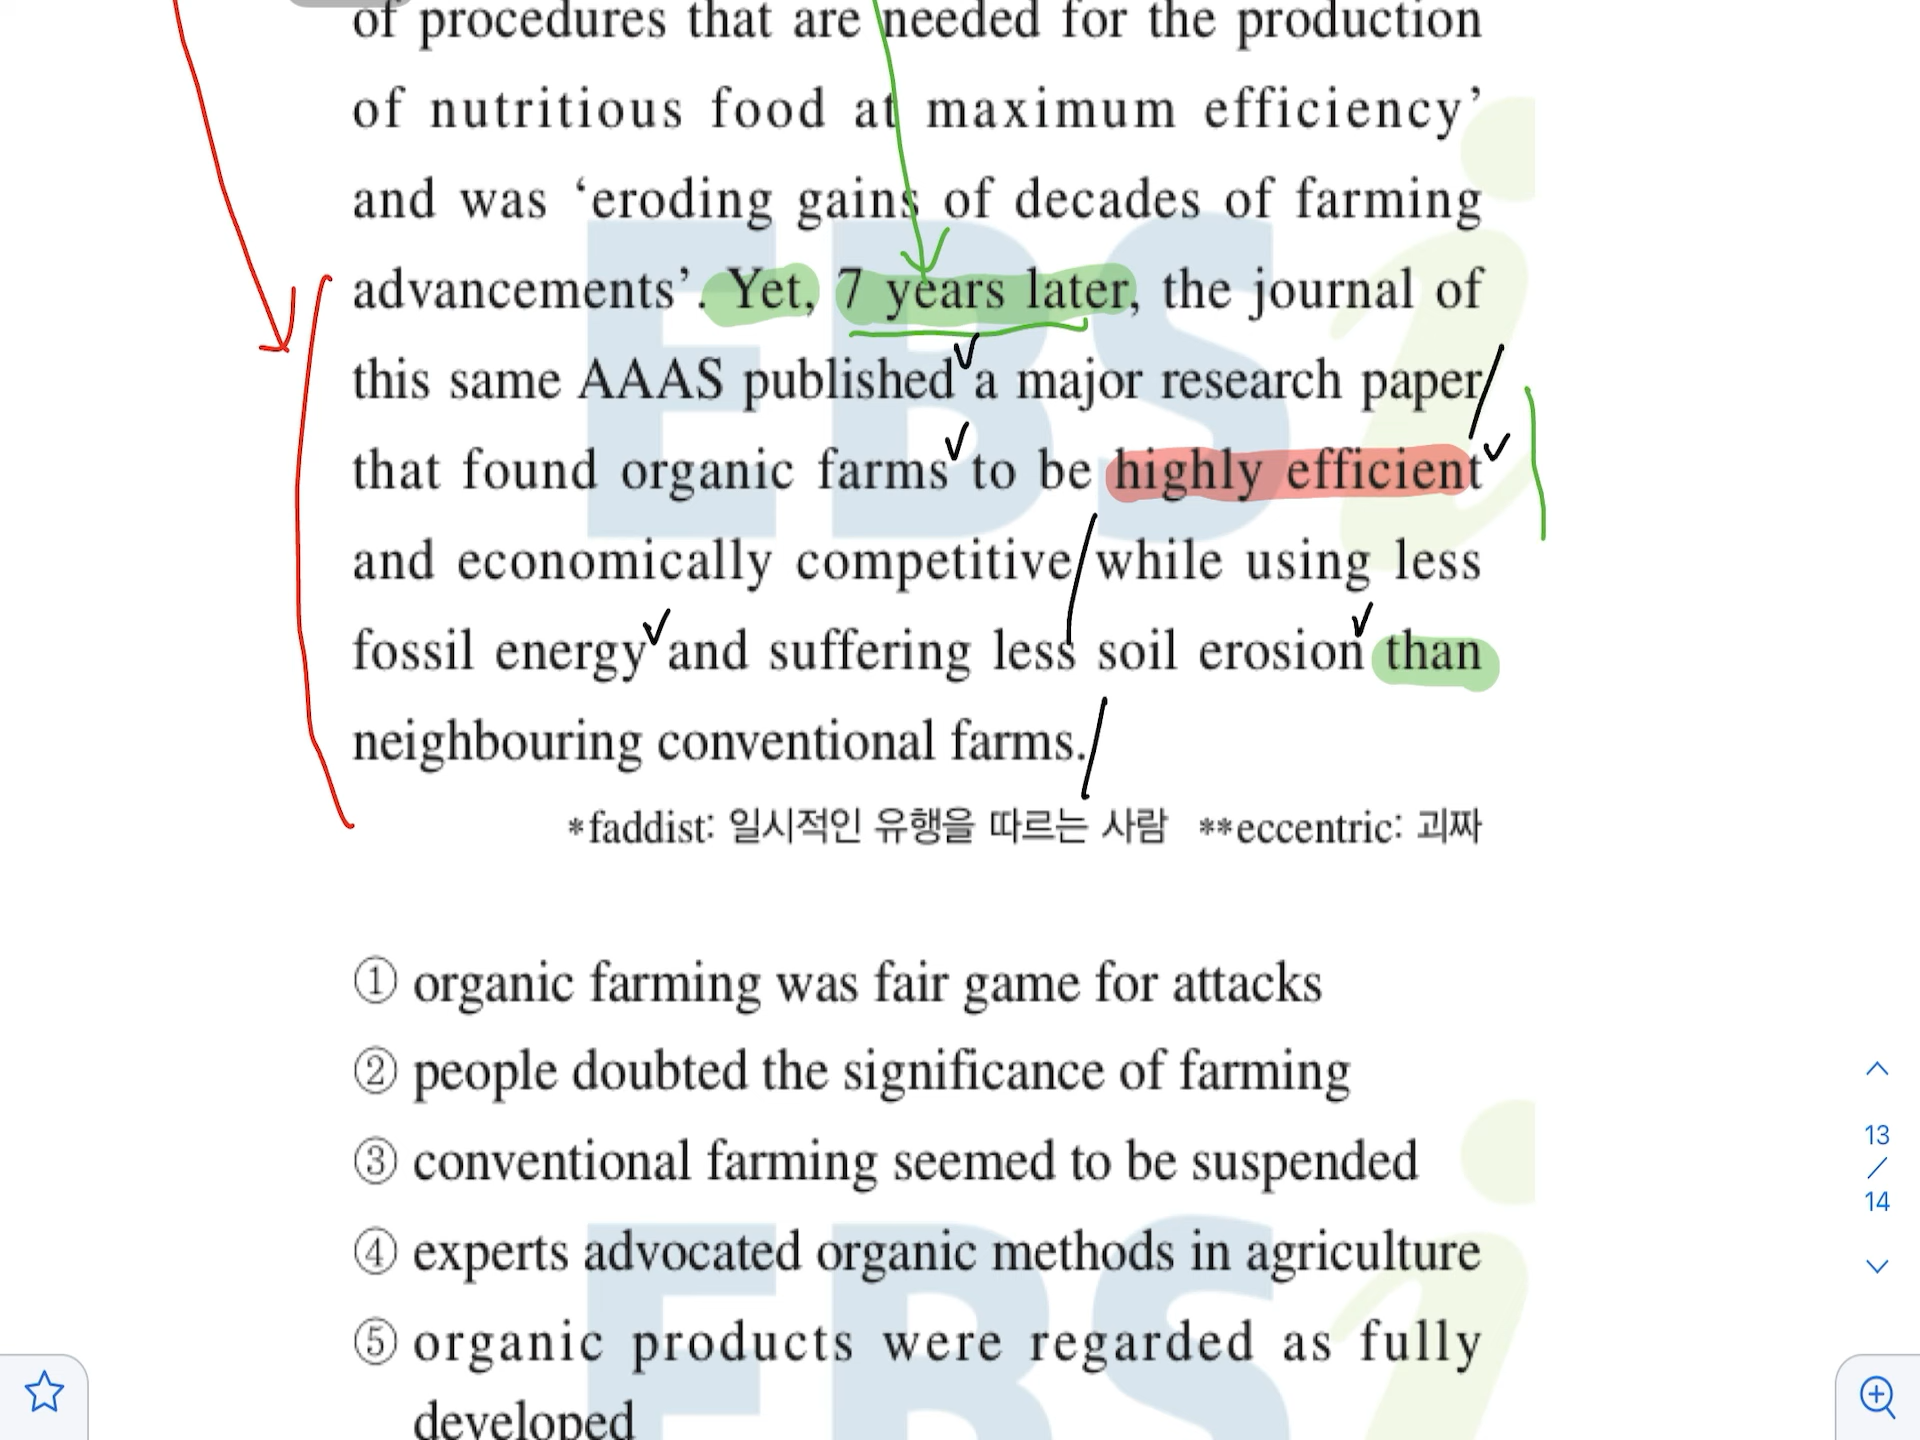 of procedures that are needed for the production
of nutritious food at maximum efficiency’
and was ‘eroding gains of decades of farming
advancements’. Yet, 7 years later, the journal of
this same AAAS published a major research paper
that found organic farms to be highly efficient
and economically competitive while using less
fossil energy and suffering less soil erosion than
neighbouring conventional farms.
*faddist: 일시적인 유행을 따르는 사람 **eccentric: 괴짜
① organic farming was fair game for attacks
② people doubted the significance of farming
③ conventional farming seemed to be suspended
④ experts advocated organic methods in agriculture
⑤ organic products were regarded as fully
developed
13
/
14
EBSi
EBSi